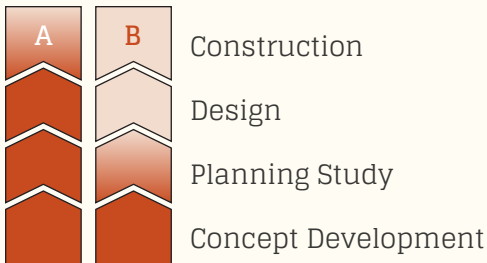 A B
Construction
Design
Planning Study
Concept Development